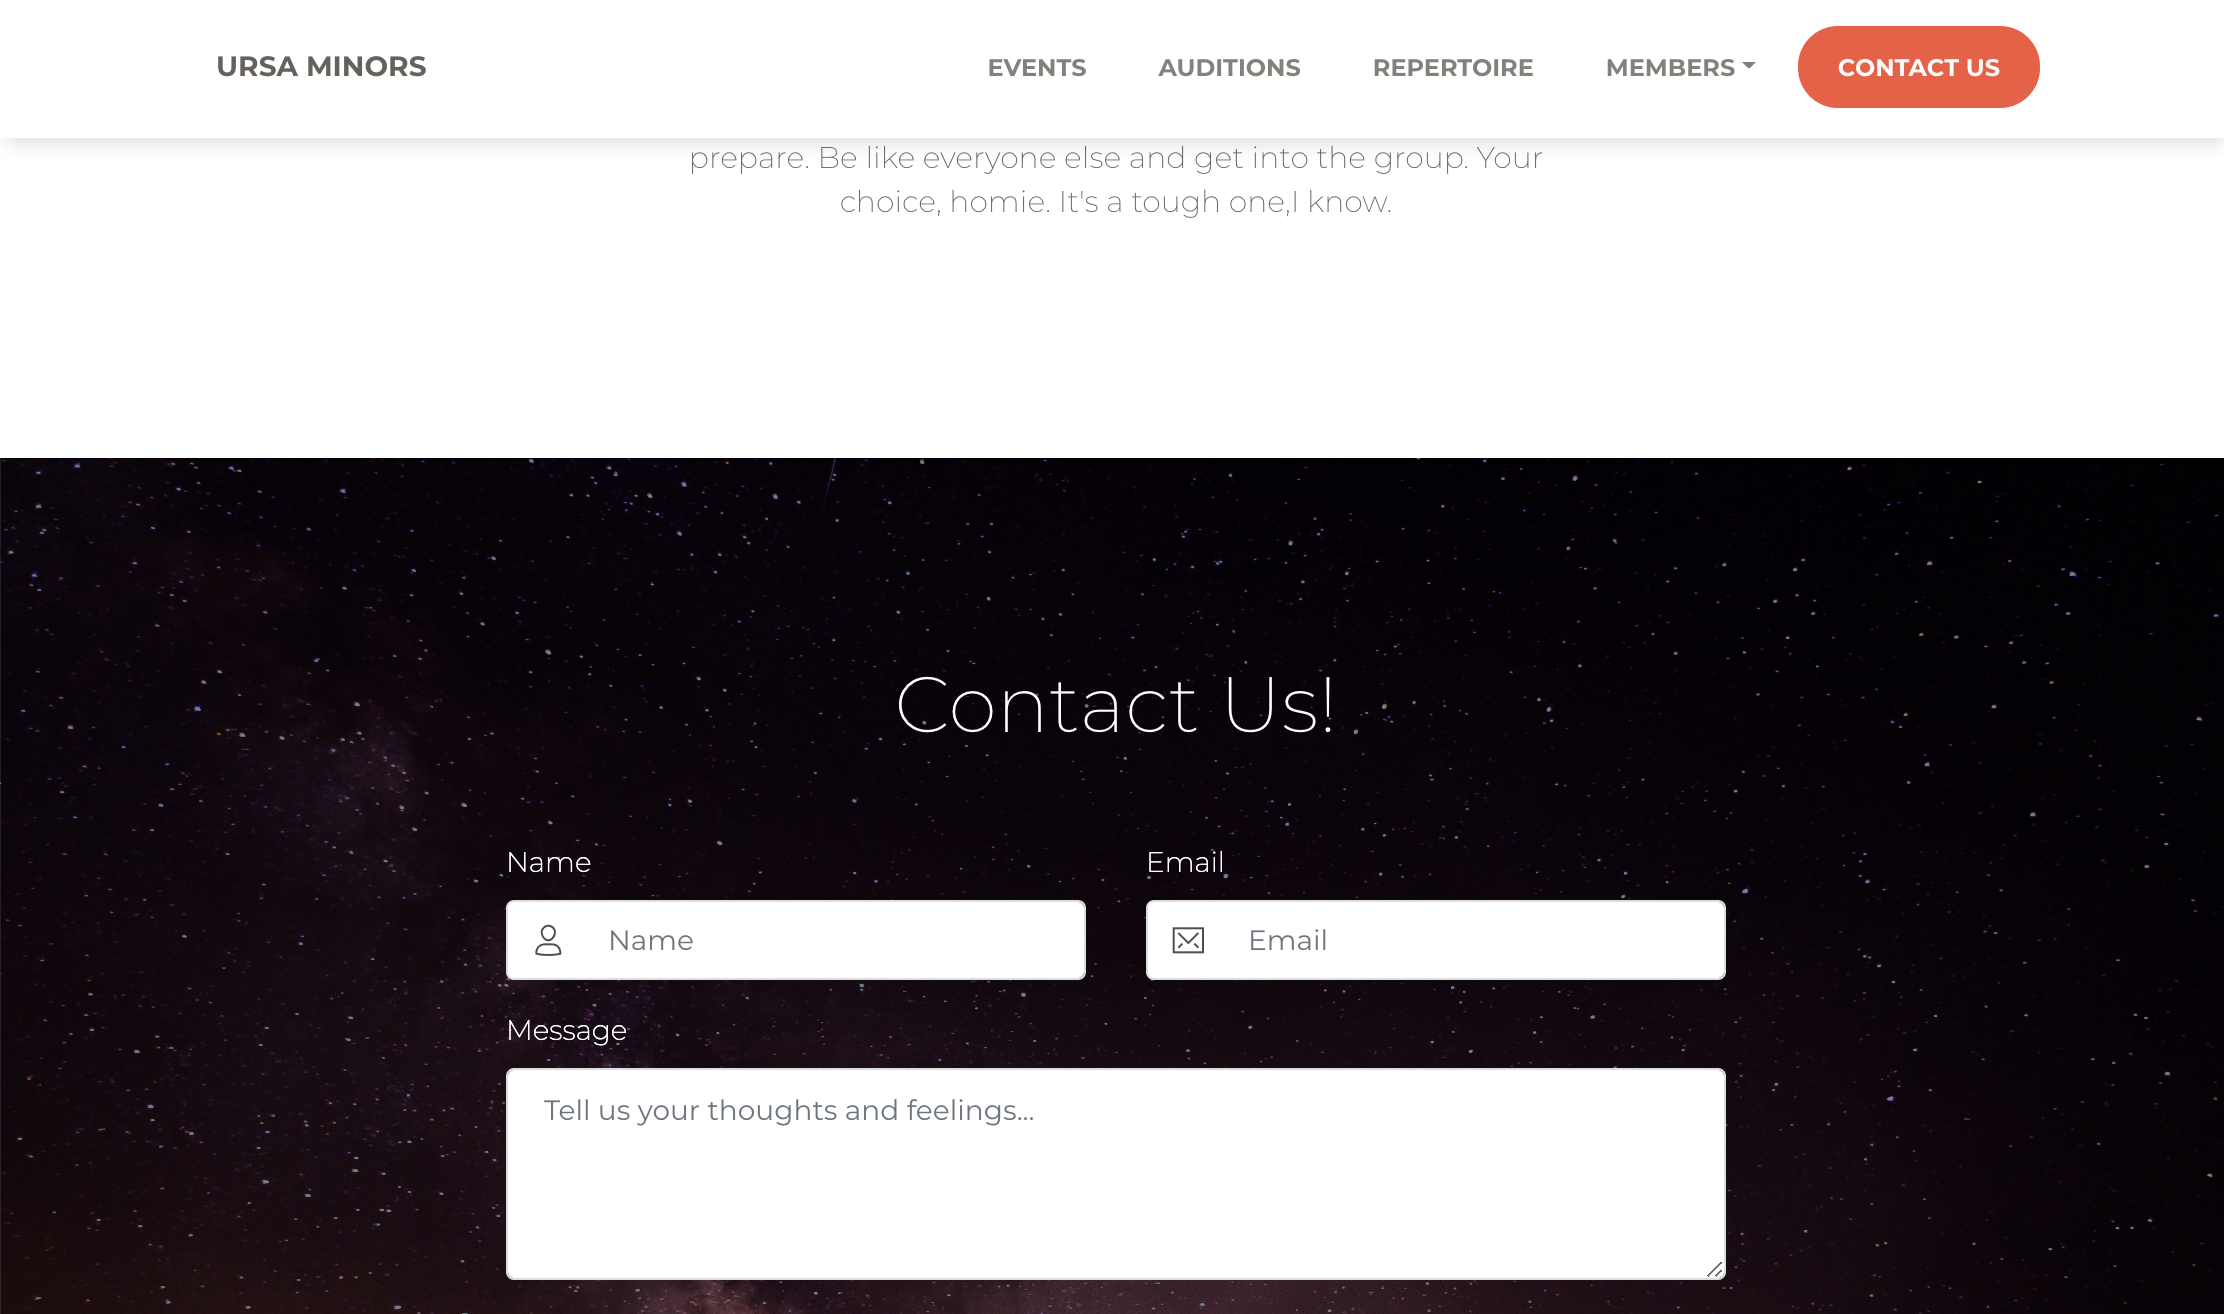 URSA MINORS
EVENTS
AUDITIONS
REPERTOIRE
MEMBERS
CONTACT US
prepare. Be like everyone else and get into the group. Your
choice, homie. It's a tough one,I know.
Contact Us!
Name
Email
Name
Email
Message
Tell us your thoughts and feelings...